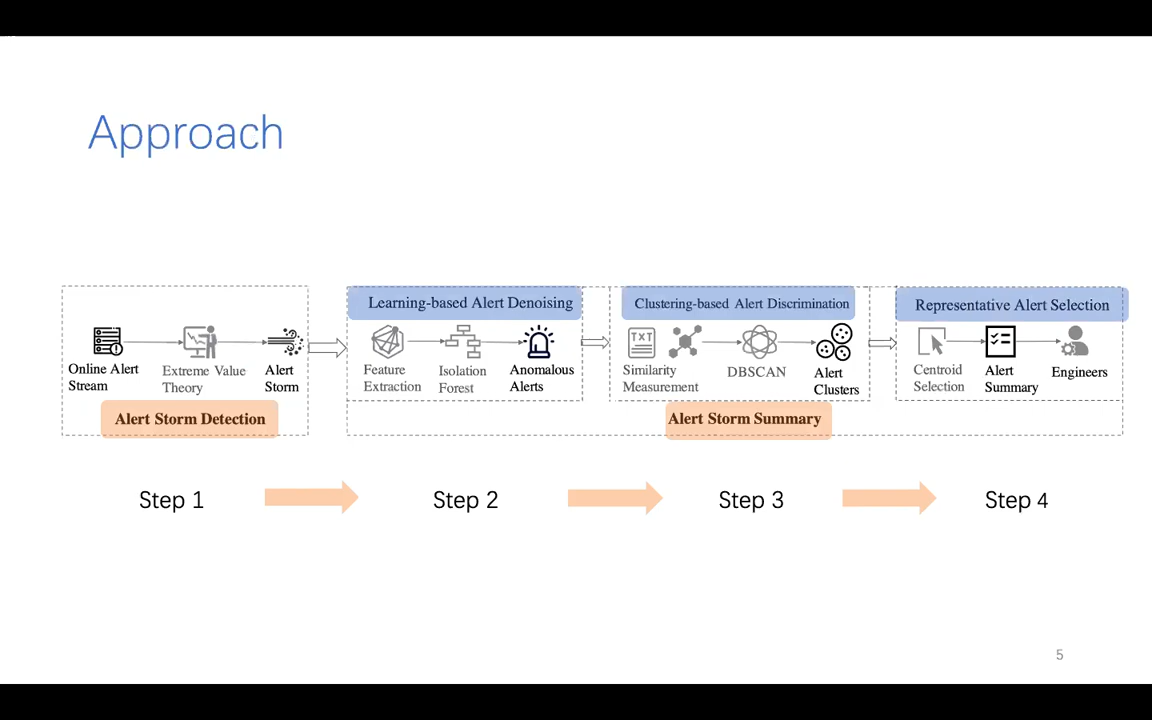 Approach
Learning-based Alert Denoising
Clustering-based Alert Discrimination
Representative Alert Selection
Online Alert
Stream
Extreme Value
Theory
Alert
Storm
Feature
Extraction
Isolation
Forest
Anomalous
Alerts
TXT
Similarity
Measurement
DBSCAN
Alert
Clusters
Centroid
Selection
Alert
Summary
Engineers
Alert Storm Detection
Alert Storm Summary
Step 1
Step 2
Step 3
Step 4
5